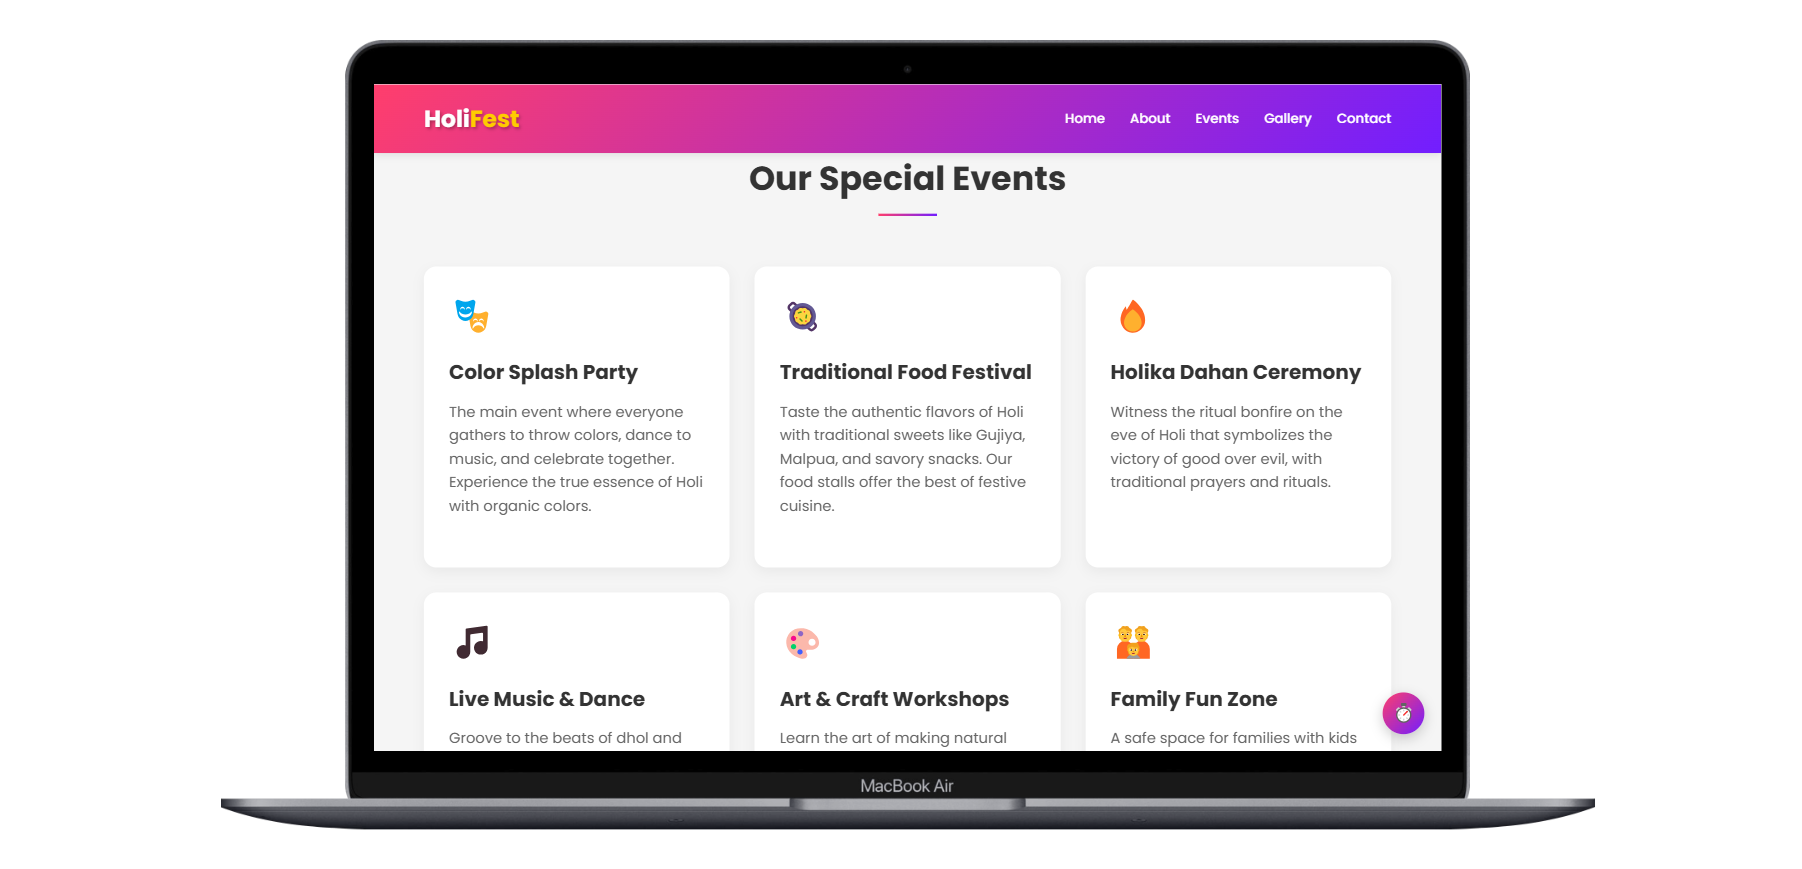 HoliFest
Home About Events Gallery Contact
Our Special Events
Color Splash Party
The main event where everyone
gathers to throw colors, dance to
music, and celebrate together.
Experience the true essence of Holi
with organic colors.
Traditional Food Festival
Taste the authentic flavors of Holi
with traditional sweets like Gujiya,
Malpua, and savory snacks. Our
food stalls offer the best of festive
cuisine.
Holika Dahan Ceremony
Witness the ritual bonfire on the
eve of Holi that symbolizes the
victory of good over evil, with
traditional prayers and rituals.
Live Music & Dance
Groove to the beats of dhol and
Art & Craft Workshops
Learn the art of making natural
Family Fun Zone
A safe space for families with kids
MacBook Air